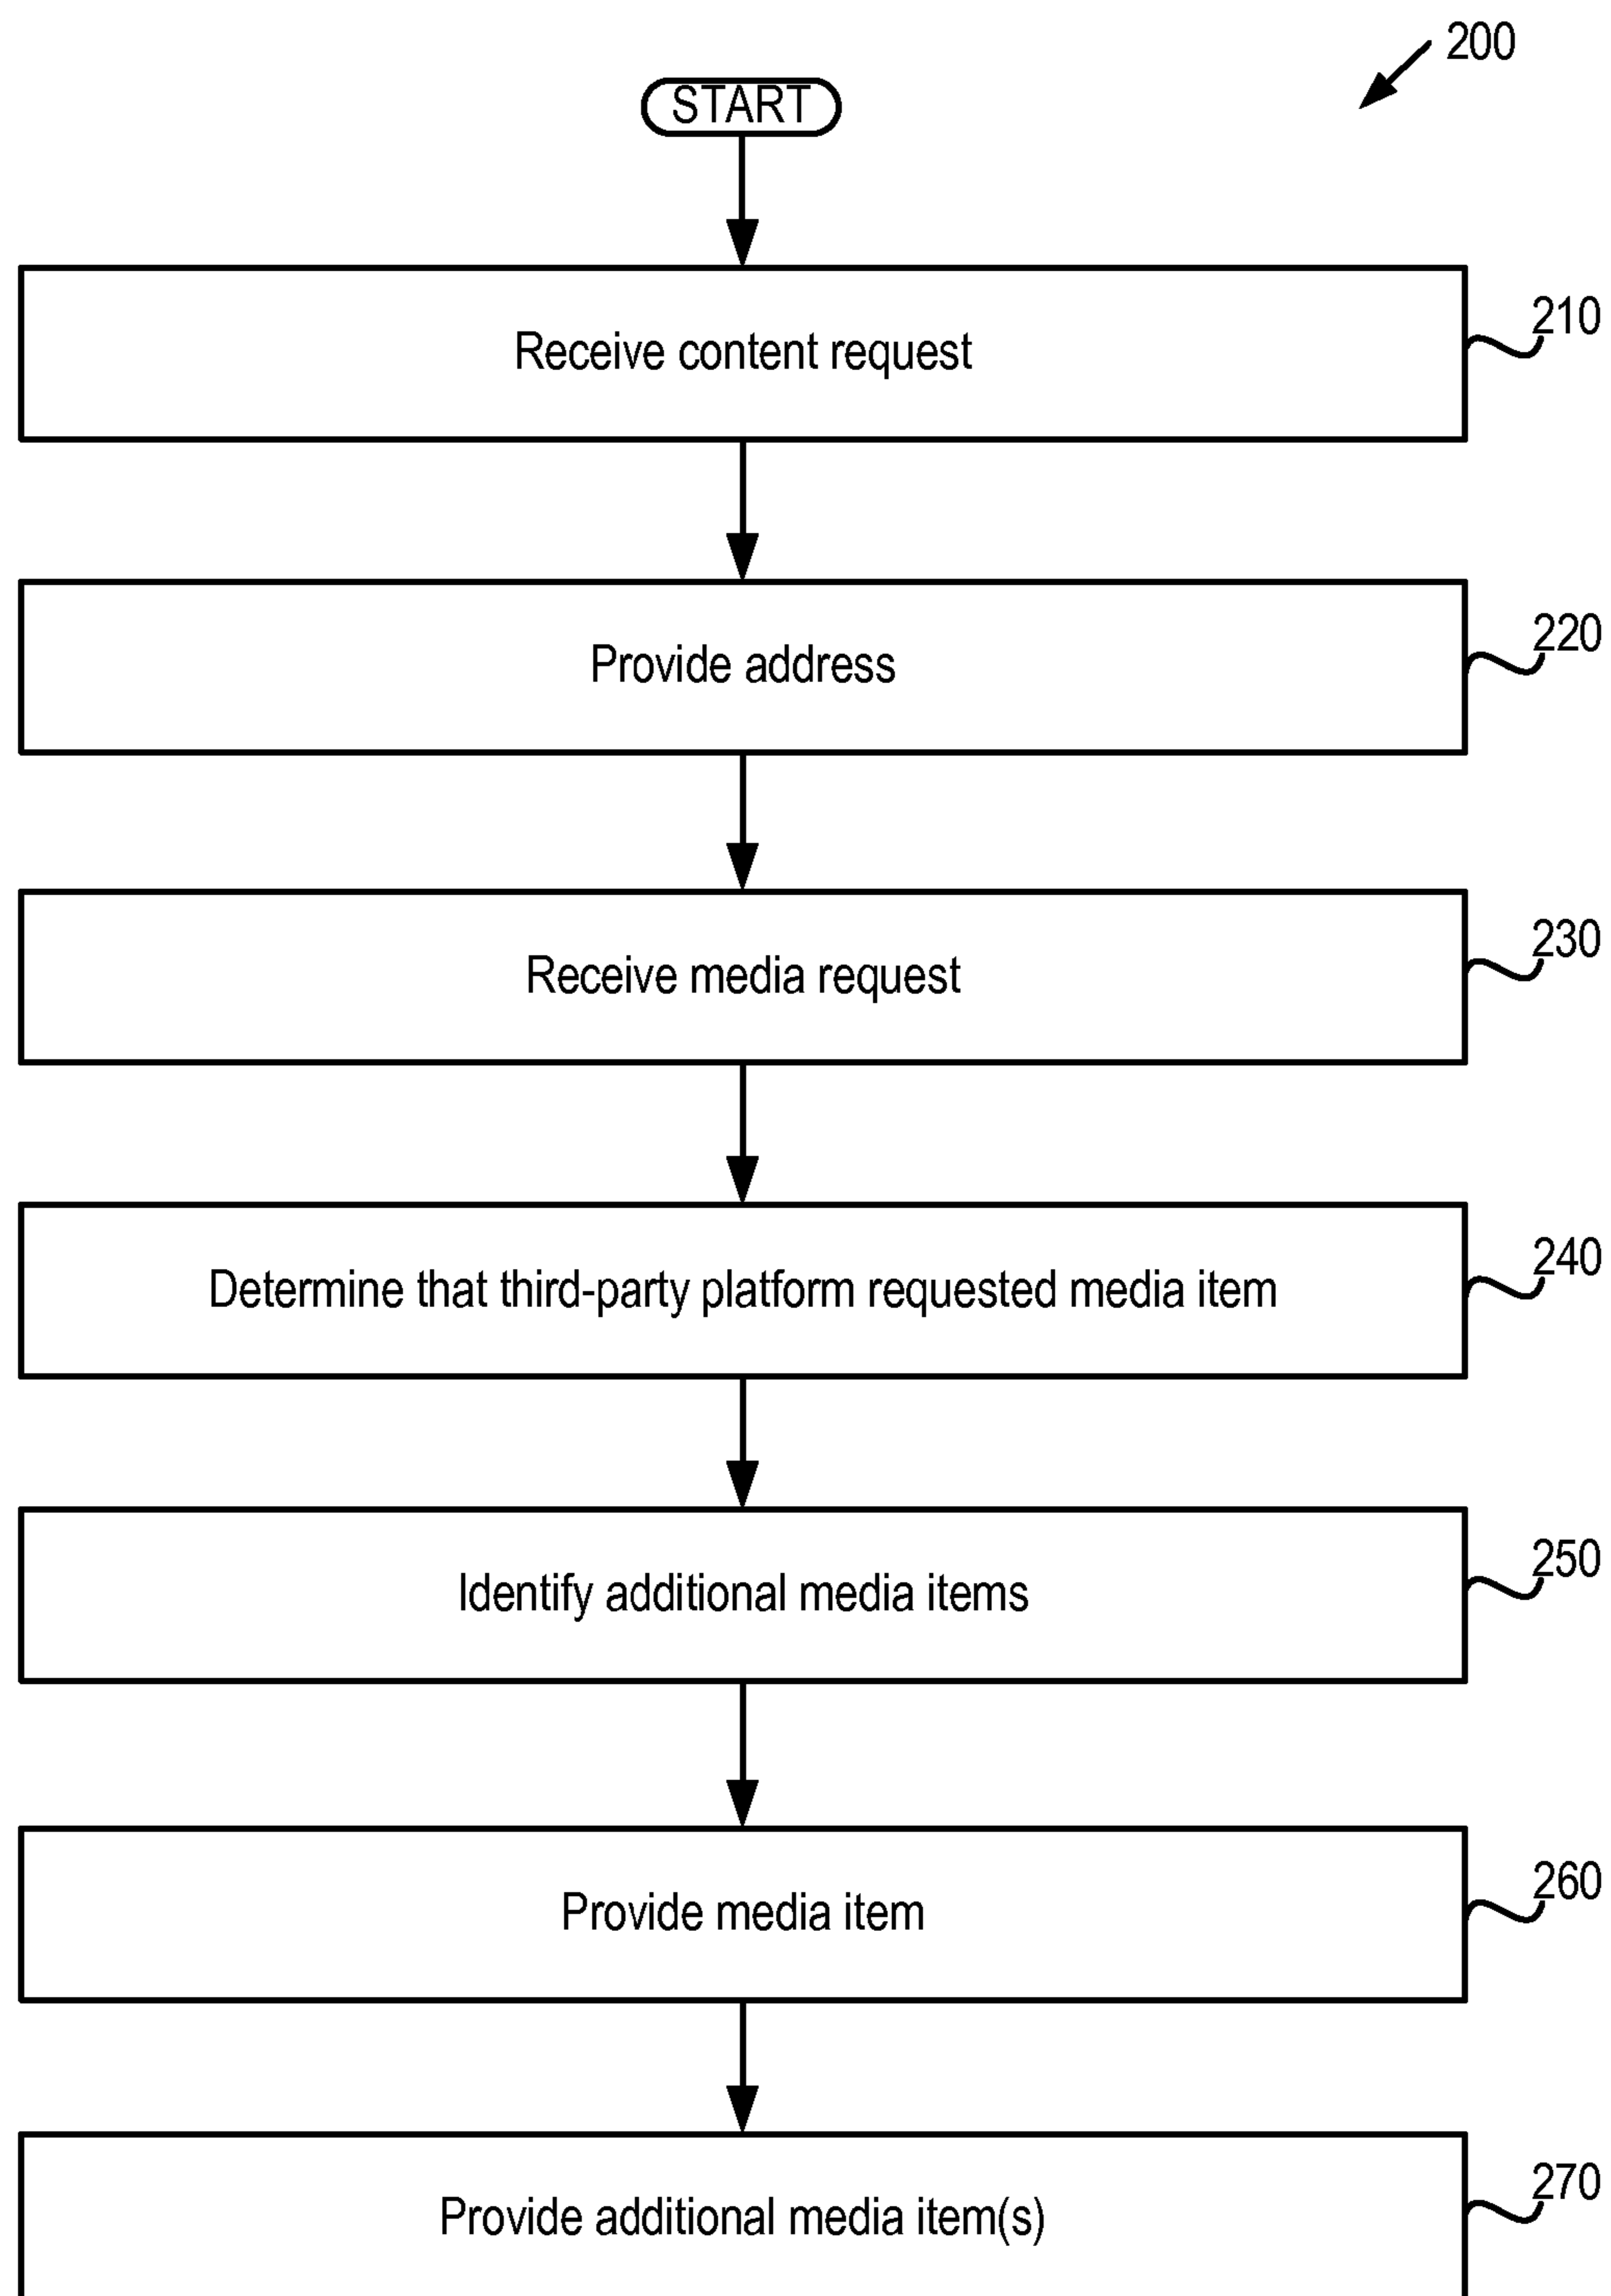 200
START
Receive content request
210
Provide address
220
Receive media request
230
Determine that third-party platform requested media item
240
Identify additional media items
250
Provide media item
260
Provide additional media item(s)
270